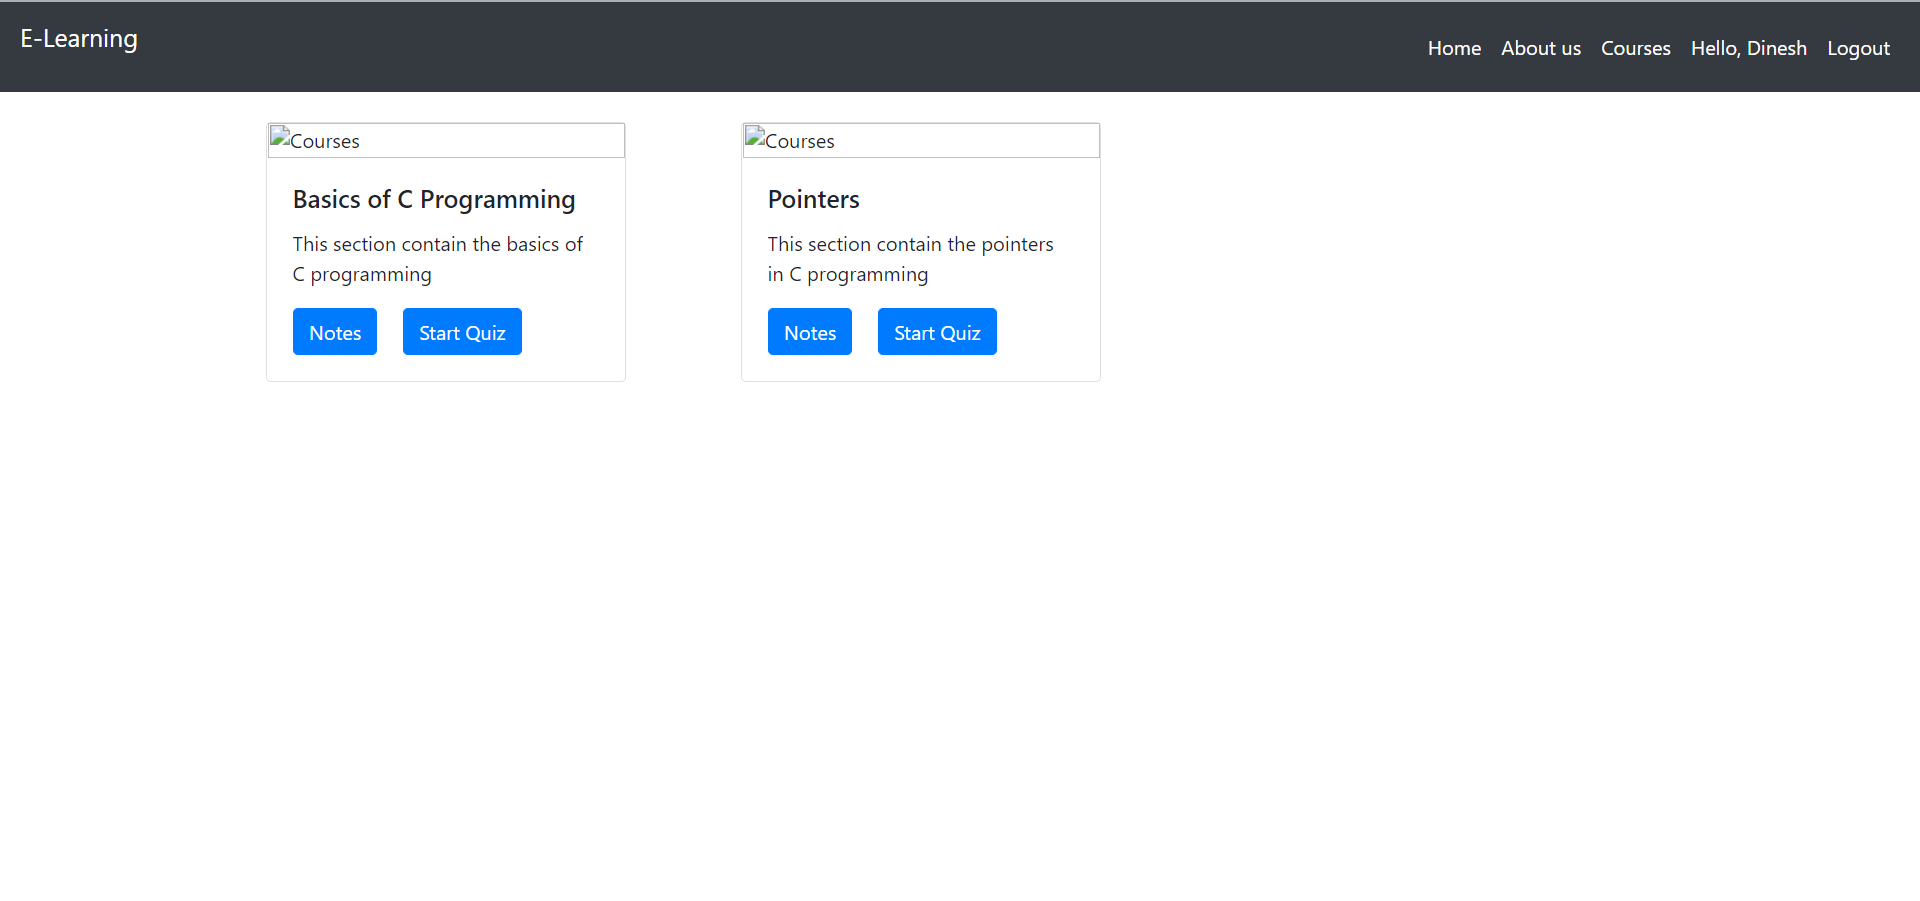 E-Learning
Home About us Courses Hello, Dinesh Logout
Courses
Basics of C Programming
This section contain the basics of
C programming
Notes Start Quiz
Courses
Pointers
This section contain the pointers
in C programming
Notes Start Quiz